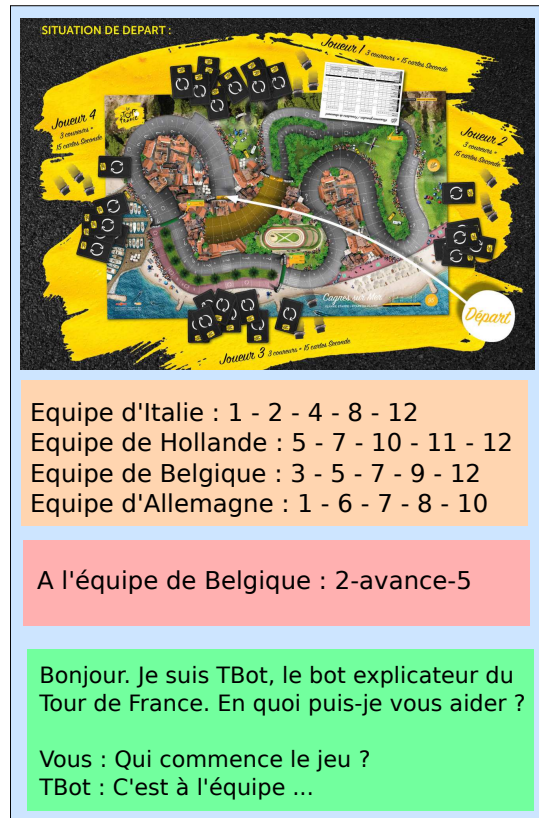 SITUATION DE DEPART :
Joueur 1 3 coureurs + 15 cartes Seconde
Joueur 4
3 coureurs +
15 cartes Seconde
le
Tour de
france
Joueur 2
3 coureurs +
15 cartes Seconde
Cagnes sur Mer
Départ
Joueur 3 3 coureurs + 15 cartes Seconde
Equipe d'Italie : 1 - 2 - 4 - 8 - 12
Equipe de Hollande : 5 - 7 - 10 - 11 - 12
Equipe de Belgique : 3 - 5 - 7 - 9 - 12
Equipe d'Allemagne : 1 - 6 - 7 - 8 - 10
A l'équipe de Belgique : 2-avance-5
Bonjour. Je suis TBot, le bot explicateur du
Tour de France. En quoi puis-je vous aider ?
Vous : Qui commence le jeu ?
TBot : C'est à l'équipe ...